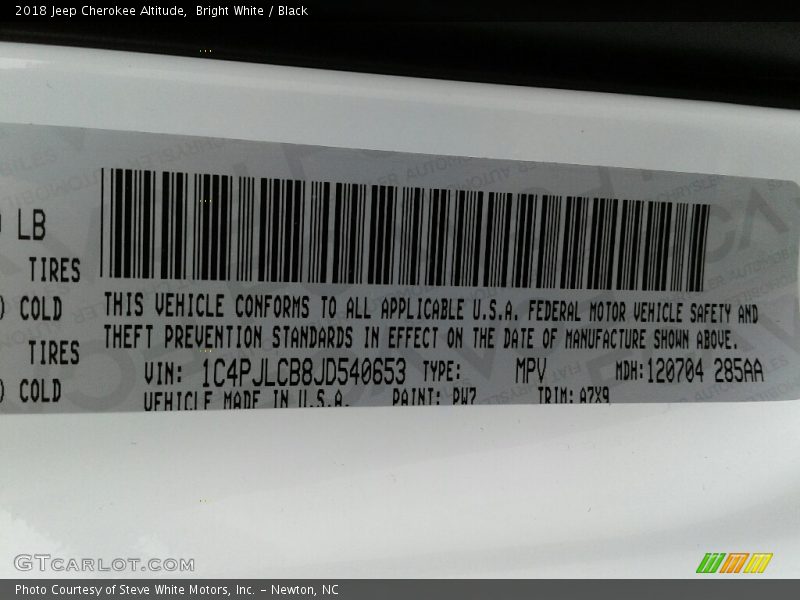 2018 Jeep Cherokee Altitude, Bright White / Black
LB
TIRES
COLD
TIRES
COLD
THIS VEHICLE CONFORMS TO ALL APPLICABLE U.S.A. FEDERAL MOTOR VEHICLE SAFETY AND
THEFT PREVENTION STANDARDS IN EFFECT ON THE DATE OF MANUFACTURE SHOWN ABOVE.
VIN: 1C4PJLCB8JD540653 TYPE: MPV MDH:120704 285AA
VEHICLE MADE IN U.S.A. PAINT: PW7 TRIM: A7X9
GTCARLOT.COM
Photo Courtesy of Steve White Motors, Inc. – Newton, NC